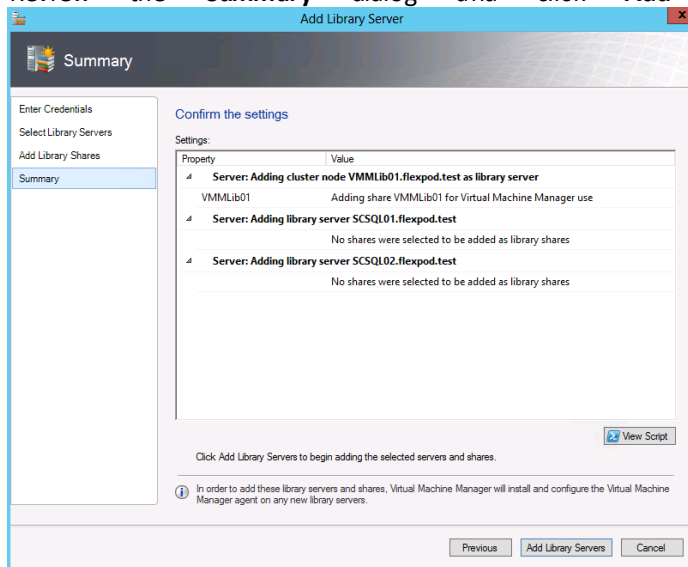 the Summary dialog and click Add
Add Library Server
x
Summary
Enter Credentials
Select Library Servers
Add Library Shares
Summary
Confirm the settings
Settings:
Property Value
Server: Adding cluster node VMMLib01.flexpod.test as library server
VMMLib01 Adding share VMMLib01 for Virtual Machine Manager use
Server: Adding library server SCSQL01.flexpod.test
No shares were selected to be added as library shares
Server: Adding library server SCSQL02.flexpod.test
No shares were selected to be added as library shares
View Script
Click Add Library Servers to begin adding the selected servers and shares.
In order to add these library servers and shares, Virtual Machine Manager will install and configure the Virtual Machine
Manager agent on any new library servers.
Previous Add Library Servers Cancel